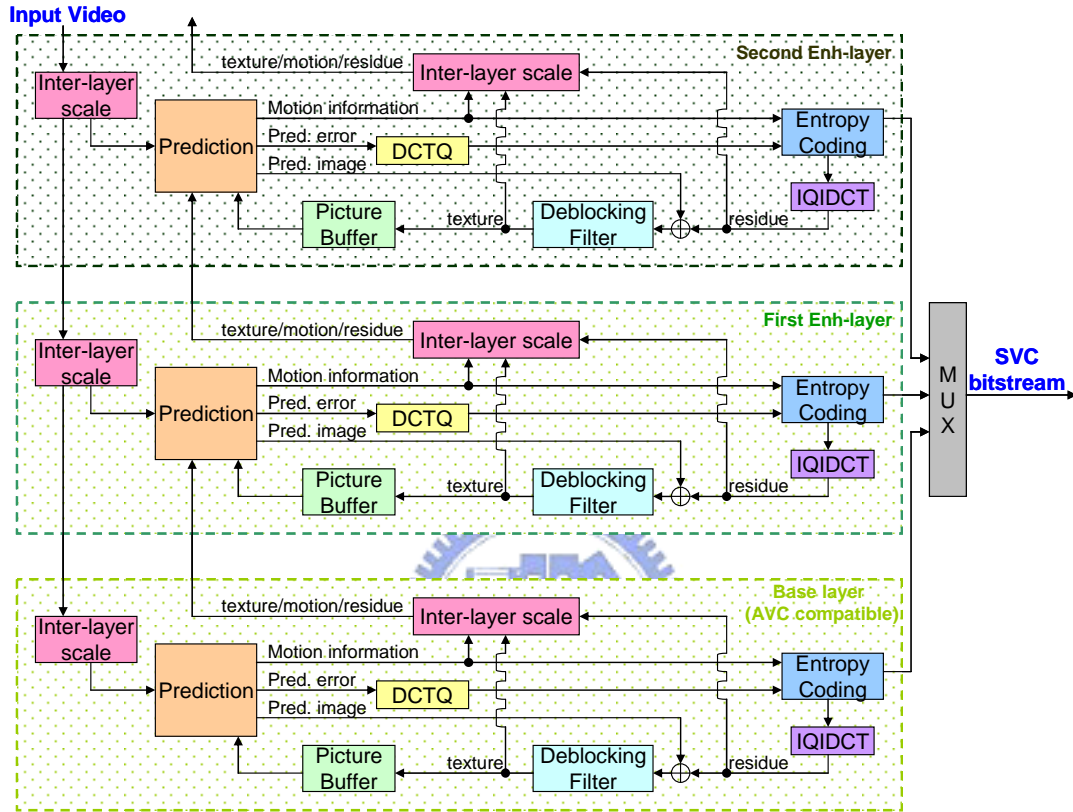 Input Video
Second Enh-layer
texture/motion/residue
Inter-layer scale
Inter-layer
scale
Motion information
Prediction
Pred. error
DCTQ
Pred. image
Entropy
Coding
IQIDCT
Picture
Buffer
texture
Deblocking
Filter
residue
First Enh-layer
texture/motion/residue
Inter-layer scale
Inter-layer
scale
Motion information
Prediction
Pred. error
DCTQ
Pred. image
Entropy
Coding
IQIDCT
Picture
Buffer
texture
Deblocking
Filter
residue
M
U
X
SVC
bitstream
Base layer
(AVC compatible)
texture/motion/residue
Inter-layer scale
Inter-layer
scale
Motion information
Prediction
Pred. error
DCTQ
Pred. image
Entropy
Coding
IQIDCT
Picture
Buffer
texture
Deblocking
Filter
residue